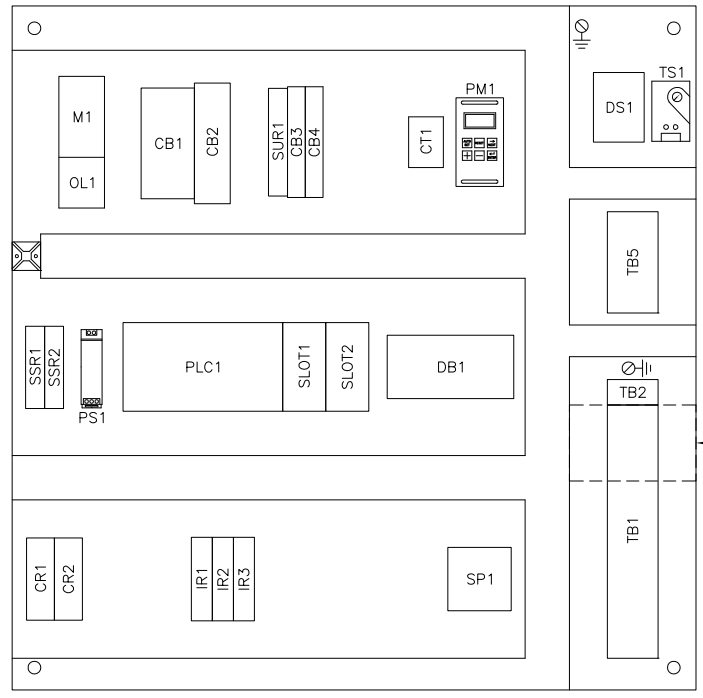 M1
OL1
CB1
CB2
SUR1
CB3
CB4
CT1
PM1
DS1
TS1
TB5
SSR1
SSR2
PS1
PLC1
SLOT1
SLOT2
DB1
TB2
TB1
CR1
CR2
IR1
IR2
IR3
SP1